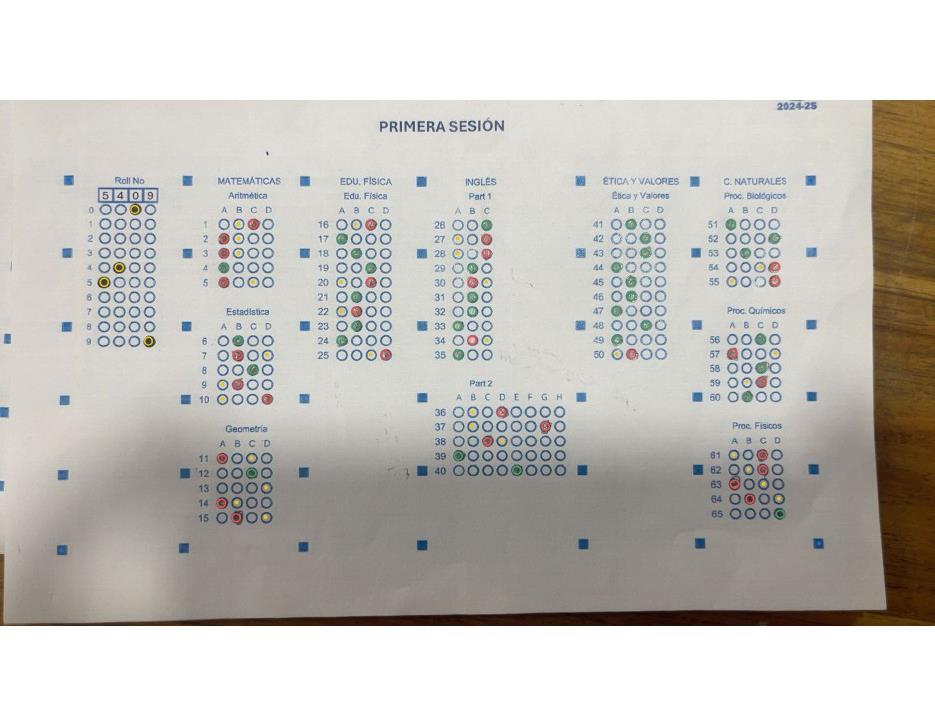 2024-25
PRIMERA SESIÓN
Roll No
5 4 0 9
0
1
2
3
4
5
6
7
8
9
MATEMÁTICAS
Aritmética
A B C D
1
2
3
4
5
Estadística
A B C D
6
7
8
9
10
Geometría
A B C D
11
12
13
14
15
EDU. FÍSICA
Edu. Física
A B C D
16
17
18
19
20
21
22
23
24
25
INGLÉS
Part 1
A B C
26
27
28
29
30
31
32
33
34
35
Part 2
A B C D E F G H
36
37
38
39
40
ÉTICA Y VALORES
Ética y Valores
A B C D
41
42
43
44
45
46
47
48
49
50
C. NATURALES
Proc. Biológicos
A B C D
51
52
53
54
55
Proc. Químicos
A B C D
56
57
58
59
60
Proc. Físicos
A B C D
61
62
63
64
65